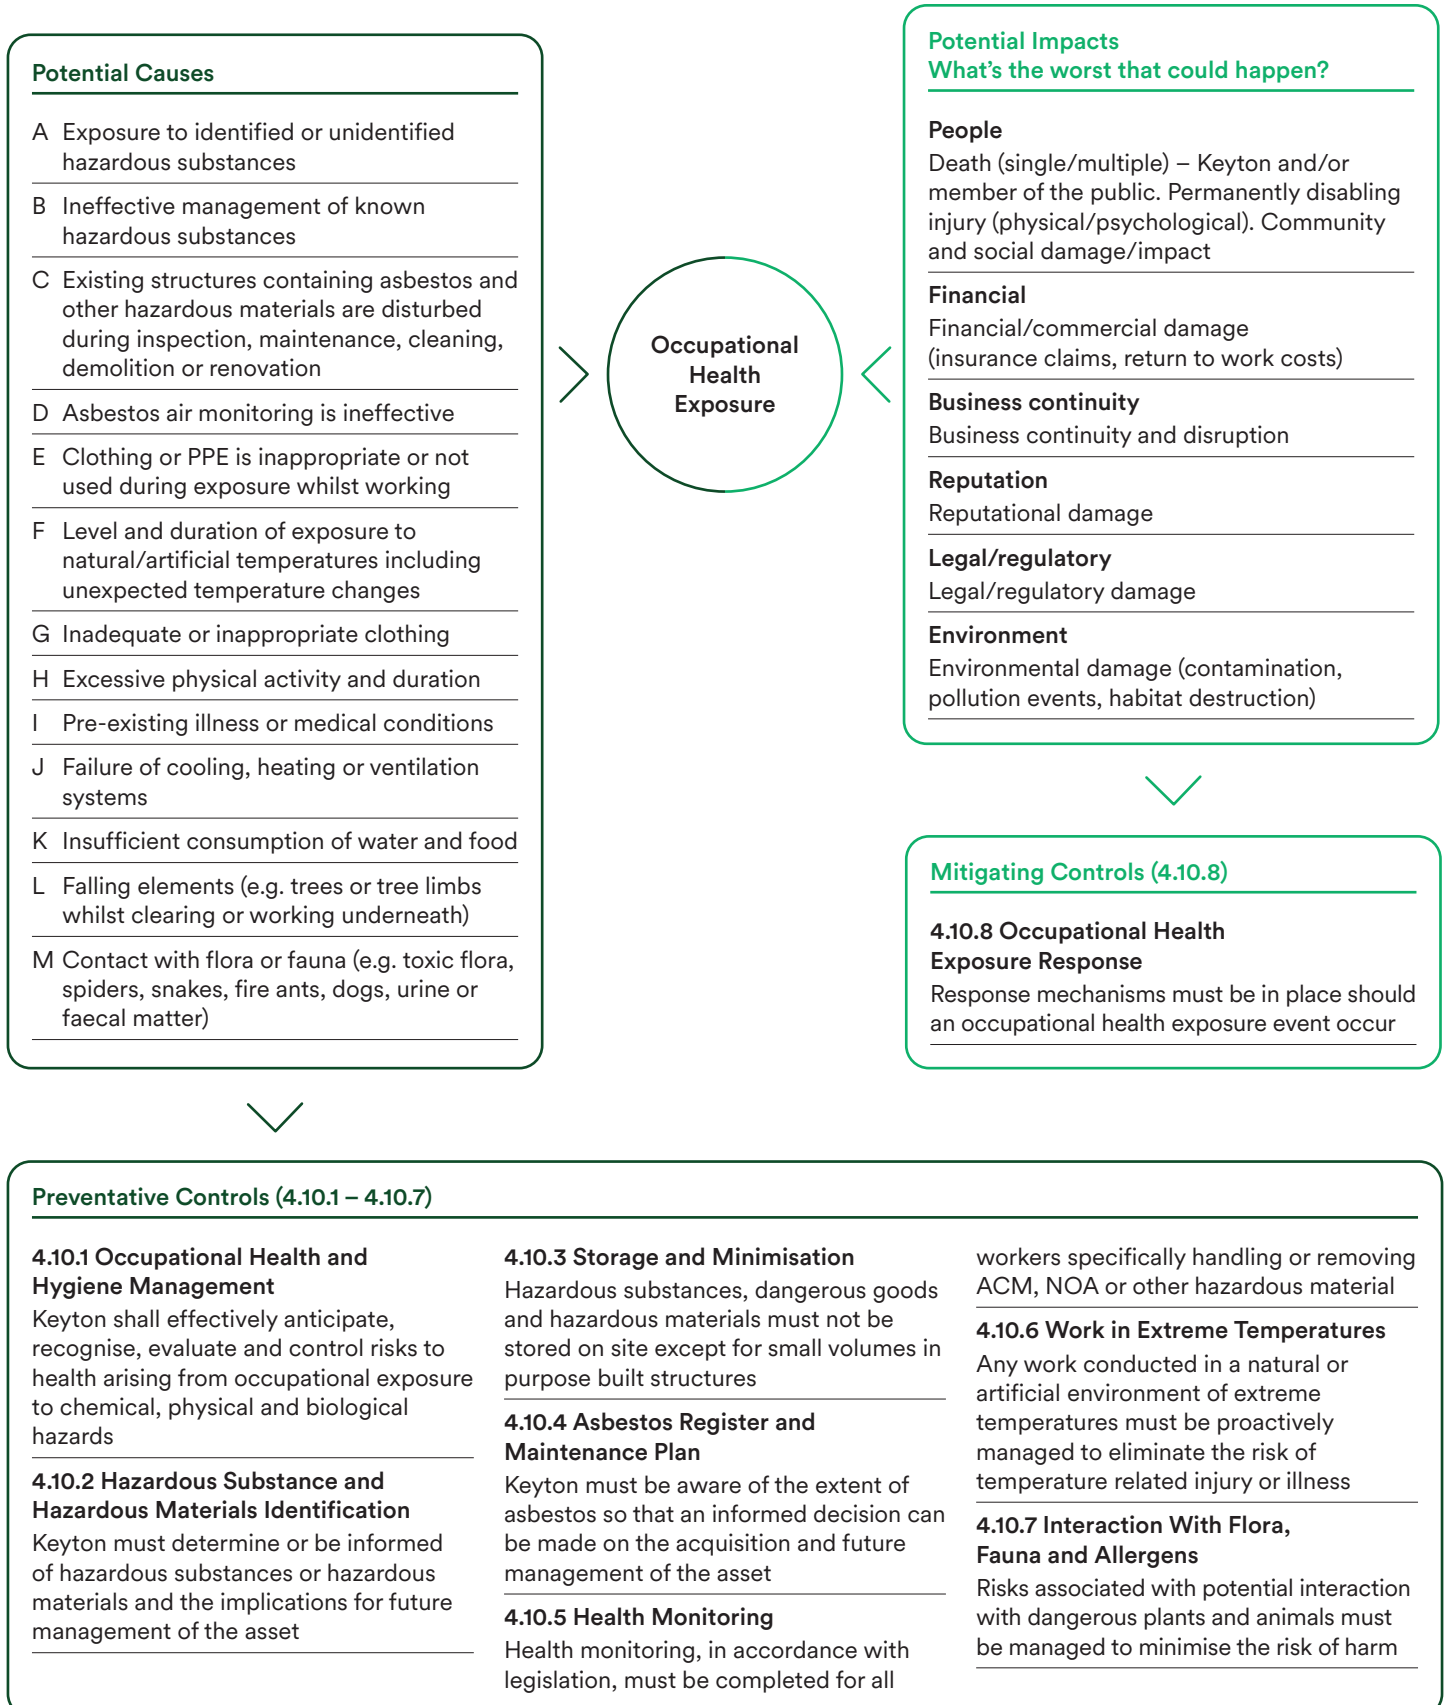 Potential Causes
A Exposure to identified or unidentified
hazardous substances
B Ineffective management of known
hazardous substances
C Existing structures containing asbestos and
other hazardous materials are disturbed
during inspection, maintenance, cleaning,
demolition or renovation
D Asbestos air monitoring is ineffective
E Clothing or PPE is inappropriate or not
used during exposure whilst working
F Level and duration of exposure to
natural/artificial temperatures including
unexpected temperature changes
G Inadequate or inappropriate clothing
H Excessive physical activity and duration
I Pre-existing illness or medical conditions
J Failure of cooling, heating or ventilation
systems
K Insufficient consumption of water and food
L Falling elements (e.g. trees or tree limbs
whilst clearing or working underneath)
M Contact with flora or fauna (e.g. toxic flora,
spiders, snakes, fire ants, dogs, urine or
faecal matter)
Occupational
Health
Exposure
Potential Impacts
What's the worst that could happen?
People
Death (single/multiple) – Keyton and/or
member of the public. Permanently disabling
injury (physical/psychological). Community
and social damage/impact
Financial
Financial/commercial damage
(insurance claims, return to work costs)
Business continuity
Business continuity and disruption
Reputation
Reputational damage
Legal/regulatory
Legal/regulatory damage
Environment
Environmental damage (contamination,
pollution events, habitat destruction)
Mitigating Controls (4.10.8)
4.10.8 Occupational Health
Exposure Response
Response mechanisms must be in place should
an occupational health exposure event occur
Preventative Controls (4.10.1 – 4.10.7)
4.10.1 Occupational Health and
Hygiene Management
Keyton shall effectively anticipate,
recognise, evaluate and control risks to
health arising from occupational exposure
to chemical, physical and biological
hazards
4.10.2 Hazardous Substance and
Hazardous Materials Identification
Keyton must determine or be informed
of hazardous substances or hazardous
materials and the implications for future
management of the asset
4.10.3 Storage and Minimisation
Hazardous substances, dangerous goods
and hazardous materials must not be
stored on site except for small volumes in
purpose built structures
4.10.4 Asbestos Register and
Maintenance Plan
Keyton must be aware of the extent of
asbestos so that an informed decision can
be made on the acquisition and future
management of the asset
4.10.5 Health Monitoring
Health monitoring, in accordance with
legislation, must be completed for all
workers specifically handling or removing
ACM, NOA or other hazardous material
4.10.6 Work in Extreme Temperatures
Any work conducted in a natural or
artificial environment of extreme
temperatures must be proactively
managed to eliminate the risk of
temperature related injury or illness
4.10.7 Interaction With Flora,
Fauna and Allergens
Risks associated with potential interaction
with dangerous plants and animals must
be managed to minimise the risk of harm